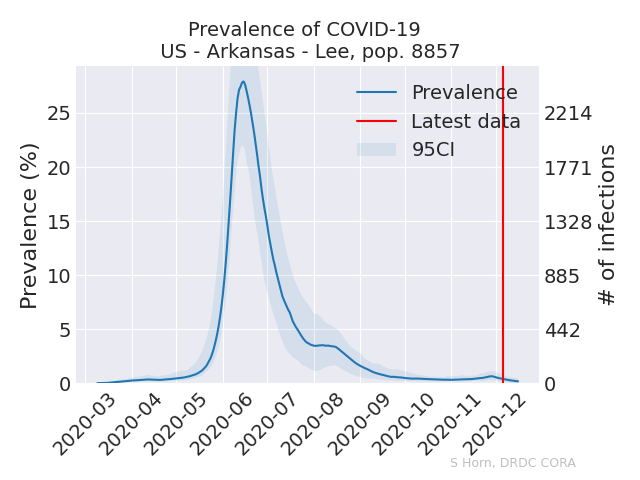 Prevalence of COVID-19
US - Arkansas - Lee, pop. 8857
Prevalence
Latest data
95CI
Prevalence (%)
25
20
15
10
5
0
# of infections
2214
1771
1328
885
442
0
2020-03
2020-04
2020-05
2020-06
2020-07
2020-08
2020-09
2020-10
2020-11
2020-12
S Horn, DRDC CORA